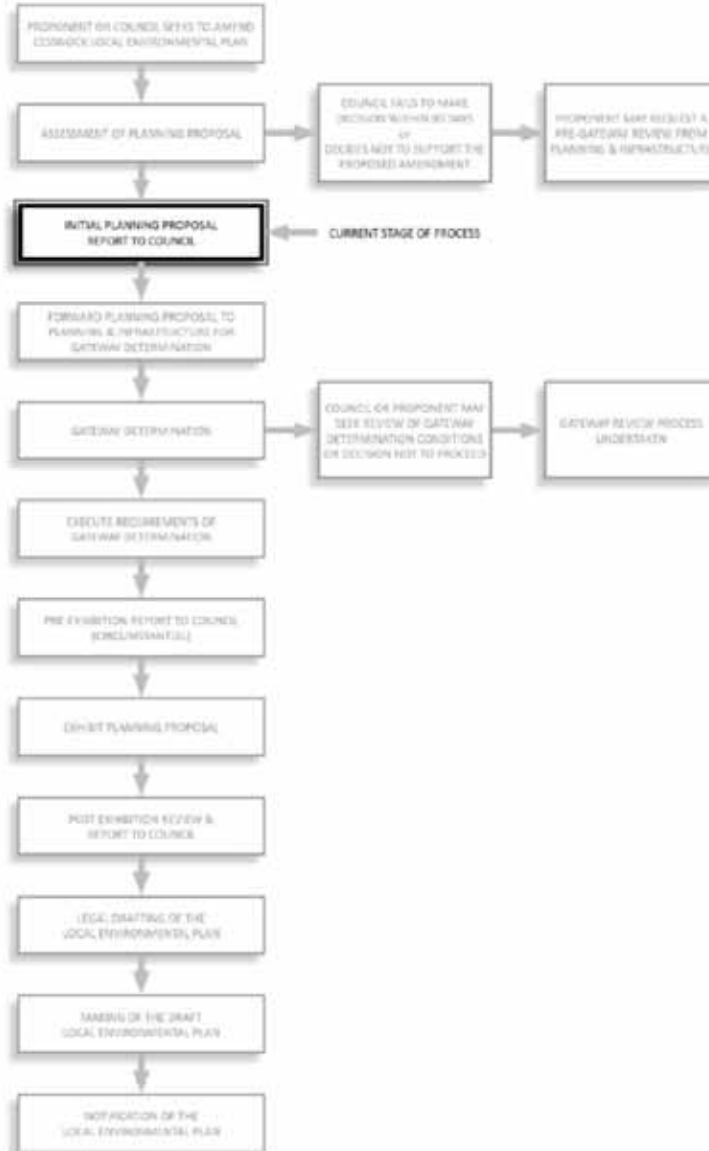 PROPONENT OR COUNCIL SEEKS TO AMEND
CESSNOCK LOCAL ENVIRONMENTAL PLAN
ASSESSMENT OF PLANNING PROPOSAL
COUNCIL FAILS TO MAKE
DECISION WITHIN 90 DAYS
or
DECIDES NOT TO SUPPORT THE
PROPOSED AMENDMENT
PROPONENT MAY REQUEST A
PRE-GATEWAY REVIEW FROM
PLANNING & INFRASTRUCTURE
INITIAL PLANNING PROPOSAL
REPORT TO COUNCIL
CURRENT STAGE OF PROCESS
FORWARD PLANNING PROPOSAL TO
PLANNING & INFRASTRUCTURE FOR
GATEWAY DETERMINATION
GATEWAY DETERMINATION
COUNCIL OR PROPONENT MAY
SEEK REVIEW OF GATEWAY
DETERMINATION CONDITIONS
OR DECISION NOT TO PROCEED
GATEWAY REVIEW PROCESS
UNDERTAKEN
EXECUTE REQUIREMENTS OF
GATEWAY DETERMINATION
PRE EXHIBITION REPORT TO COUNCIL
(CIRCUMSTANTIAL)
EXHIBIT PLANNING PROPOSAL
POST EXHIBITION REVIEW &
REPORT TO COUNCIL
LEGAL DRAFTING OF THE
LOCAL ENVIRONMENTAL PLAN
MAKING OF THE DRAFT
LOCAL ENVIRONMENTAL PLAN
NOTIFICATION OF THE
LOCAL ENVIRONMENTAL PLAN